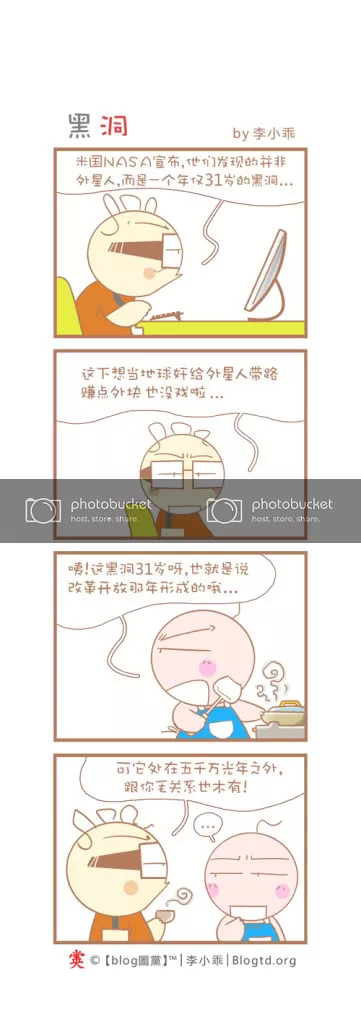 黑洞
by 李小乖
米国NASA宣布,他们发现的并非
外星人,而是一个年仅31岁的黑洞...
这下想当地球奸给外星人带路
赚点外块也没戏啦...
photobucket
host. store. share.
photobucket
host. store. share.
咦!这黑洞31岁呀,也就是说
改革开放那年形成的哦...
可它处在五千万光年之外,
跟你毛关系也木有!
...
©【blog圖黨】™|李小乖|Blogtd.org